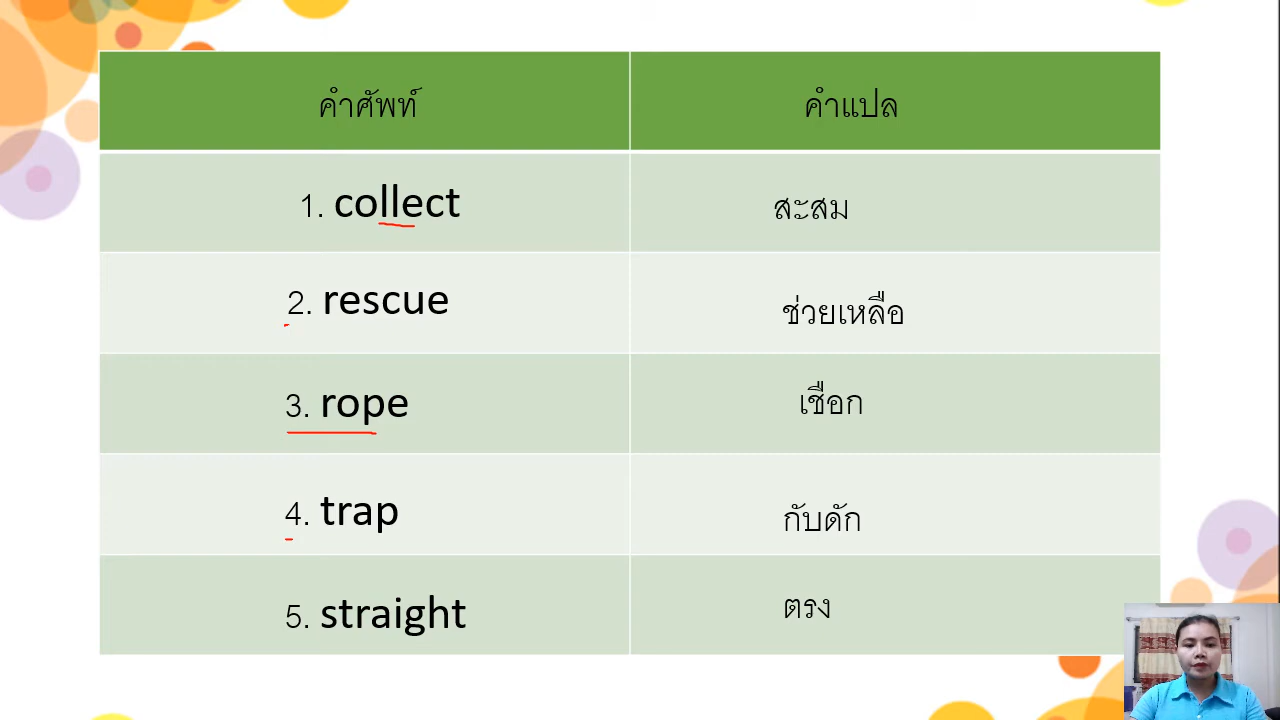 คำศัพท์ คำแปล
1. collect สะสม
2. rescue ช่วยเหลือ
3. rope เชือก
4. trap กับดัก
5. straight ตรง